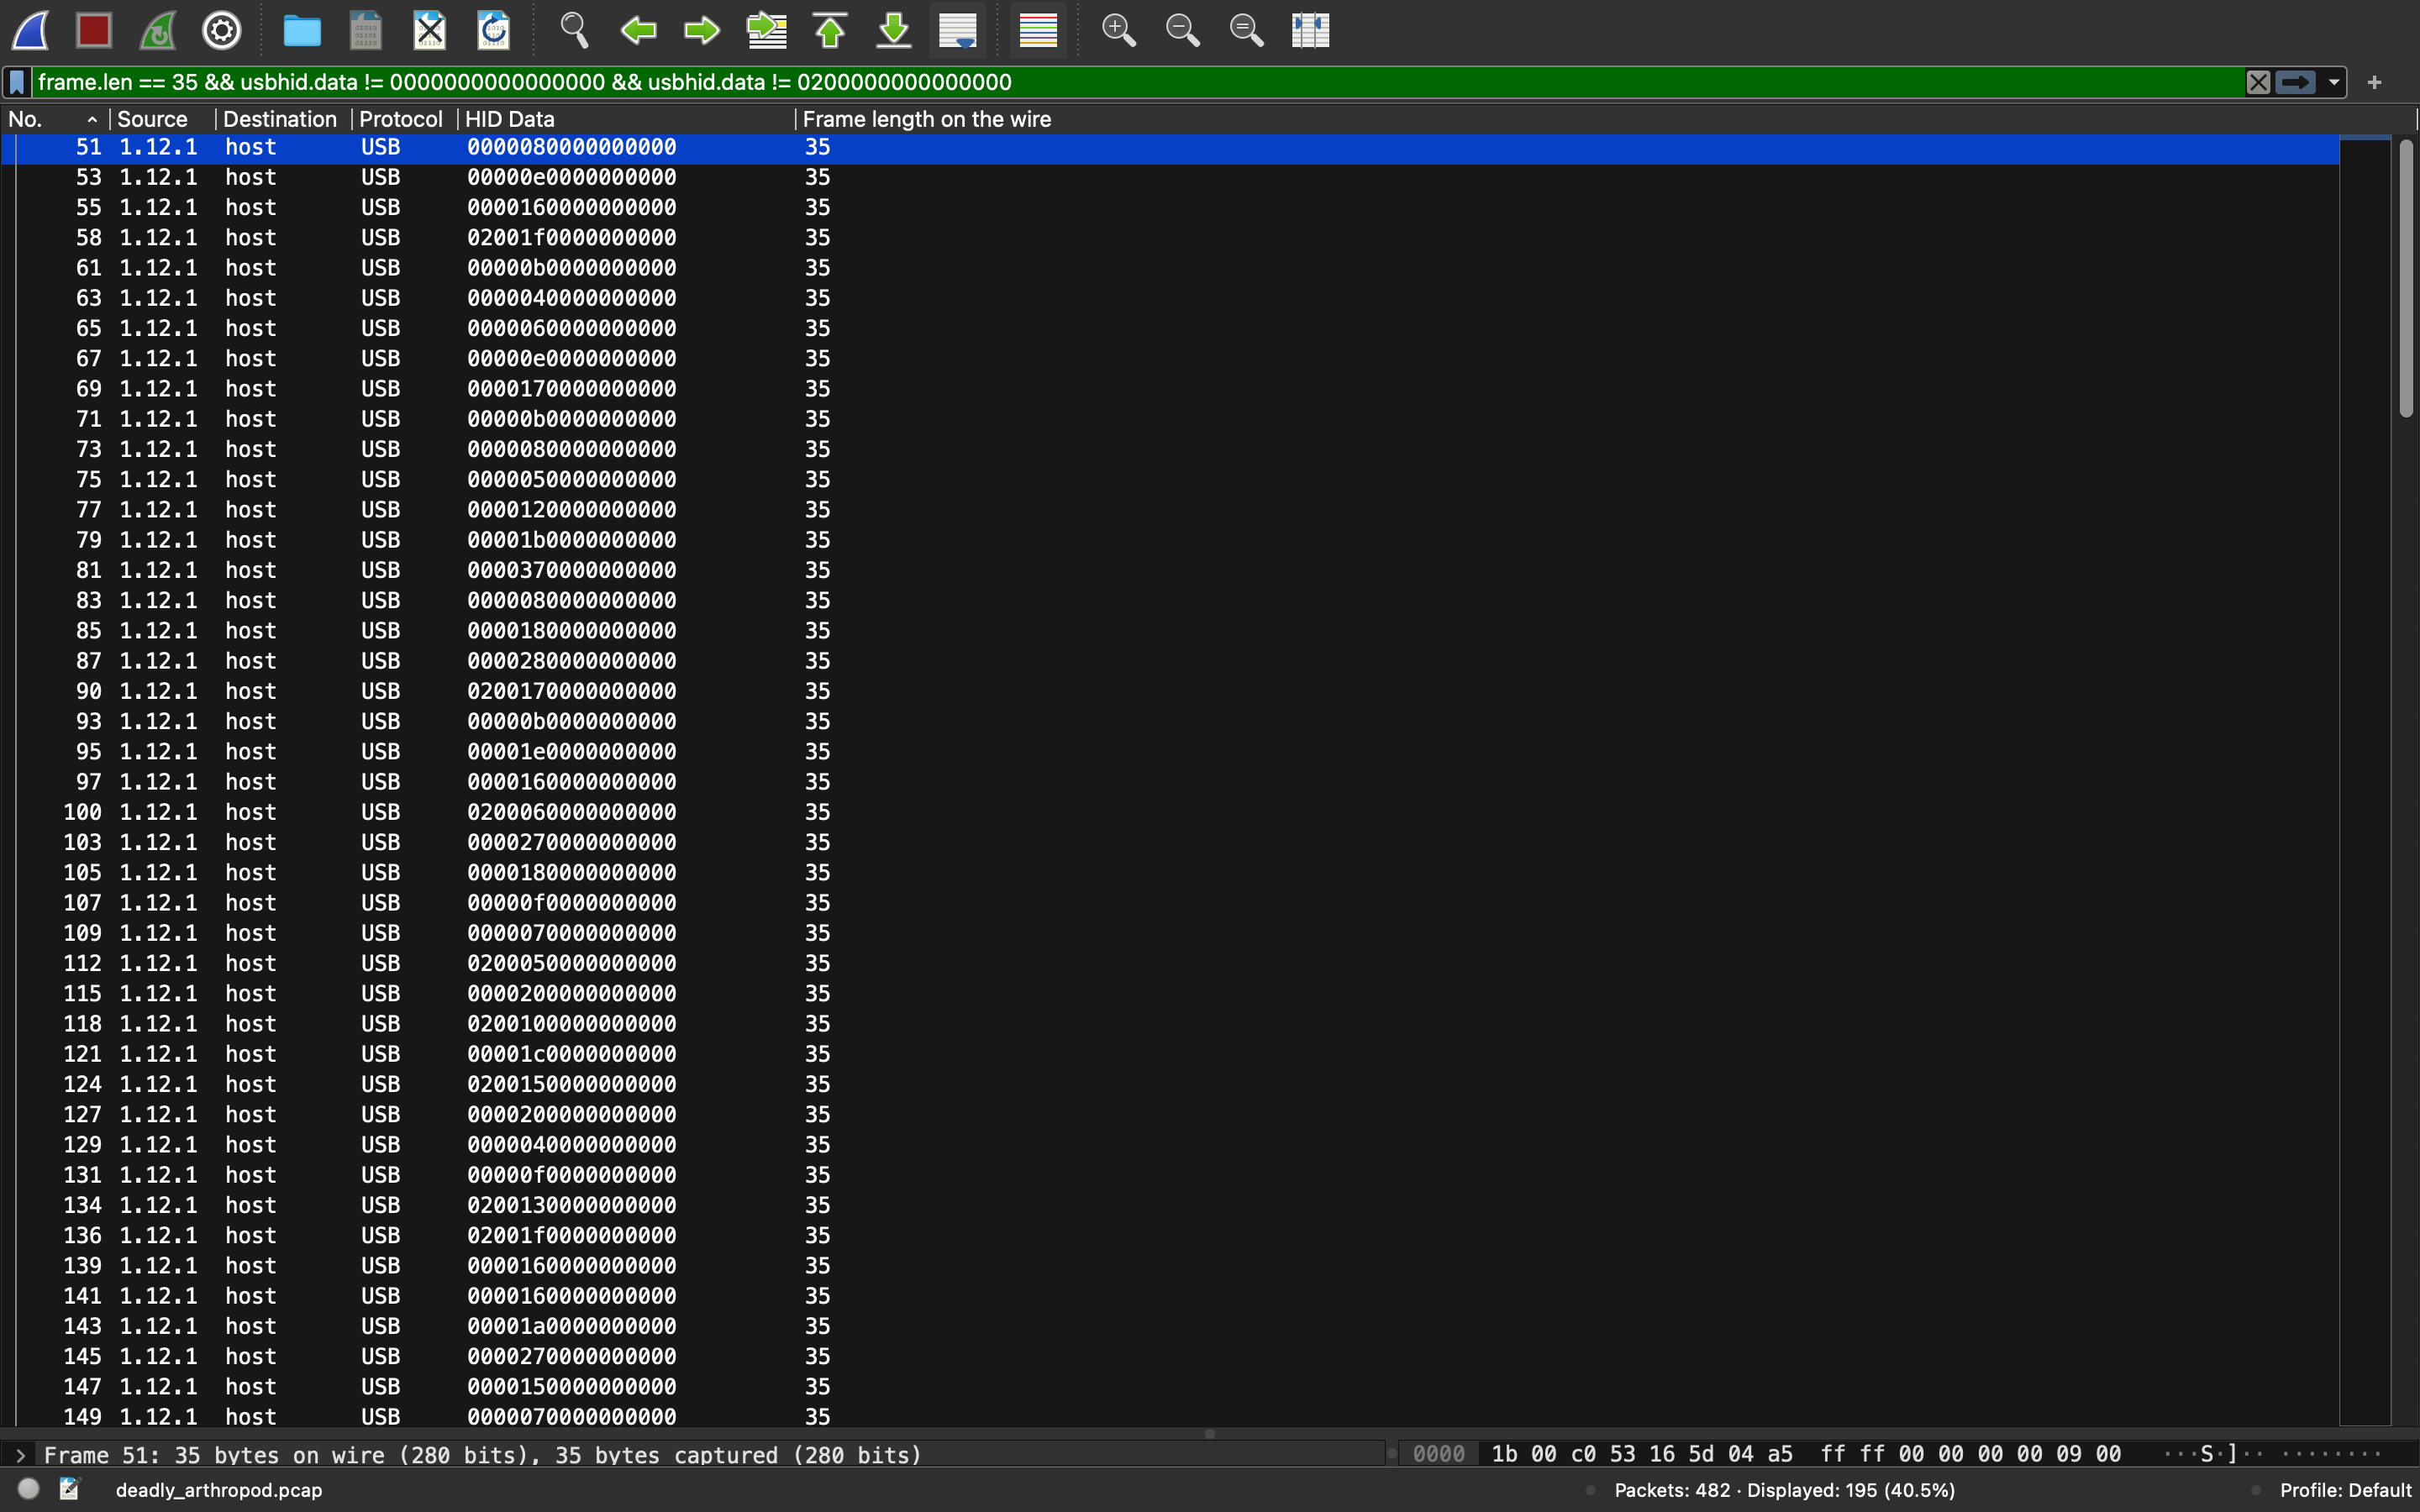 frame.len == 35 && usbhid.data != 0000000000000000 && usbhid.data != 0200000000000000
No. Source Destination Protocol HID Data Frame length on the wire
51 1.12.1 host USB 0000080000000000 35
53 1.12.1 host USB 00000e0000000000 35
55 1.12.1 host USB 0000160000000000 35
58 1.12.1 host USB 02001f0000000000 35
61 1.12.1 host USB 00000b0000000000 35
63 1.12.1 host USB 0000040000000000 35
65 1.12.1 host USB 0000060000000000 35
67 1.12.1 host USB 00000e0000000000 35
69 1.12.1 host USB 0000170000000000 35
71 1.12.1 host USB 00000b0000000000 35
73 1.12.1 host USB 0000080000000000 35
75 1.12.1 host USB 0000050000000000 35
77 1.12.1 host USB 0000120000000000 35
79 1.12.1 host USB 00001b0000000000 35
81 1.12.1 host USB 0000370000000000 35
83 1.12.1 host USB 0000080000000000 35
85 1.12.1 host USB 0000180000000000 35
87 1.12.1 host USB 0000280000000000 35
90 1.12.1 host USB 0200170000000000 35
93 1.12.1 host USB 00000b0000000000 35
95 1.12.1 host USB 00001e0000000000 35
97 1.12.1 host USB 0000160000000000 35
100 1.12.1 host USB 0200060000000000 35
103 1.12.1 host USB 0000270000000000 35
105 1.12.1 host USB 0000180000000000 35
107 1.12.1 host USB 00000f0000000000 35
109 1.12.1 host USB 0000070000000000 35
112 1.12.1 host USB 0200050000000000 35
115 1.12.1 host USB 0000200000000000 35
118 1.12.1 host USB 0200100000000000 35
121 1.12.1 host USB 00001c0000000000 35
124 1.12.1 host USB 0200150000000000 35
127 1.12.1 host USB 0000200000000000 35
129 1.12.1 host USB 0000040000000000 35
131 1.12.1 host USB 00000f0000000000 35
134 1.12.1 host USB 0200130000000000 35
136 1.12.1 host USB 02001f0000000000 35
139 1.12.1 host USB 0000160000000000 35
141 1.12.1 host USB 0000160000000000 35
143 1.12.1 host USB 00001a0000000000 35
145 1.12.1 host USB 0000270000000000 35
147 1.12.1 host USB 0000150000000000 35
149 1.12.1 host USB 0000070000000000 35
Frame 51: 35 bytes on wire (280 bits), 35 bytes captured (280 bits)
0000 1b 00 c0 53 16 5d 04 a5 ff ff 00 00 00 00 09 00 ···S·]·· ········
deadly_arthropod.pcap
Packets: 482 · Displayed: 195 (40.5%)
Profile: Default